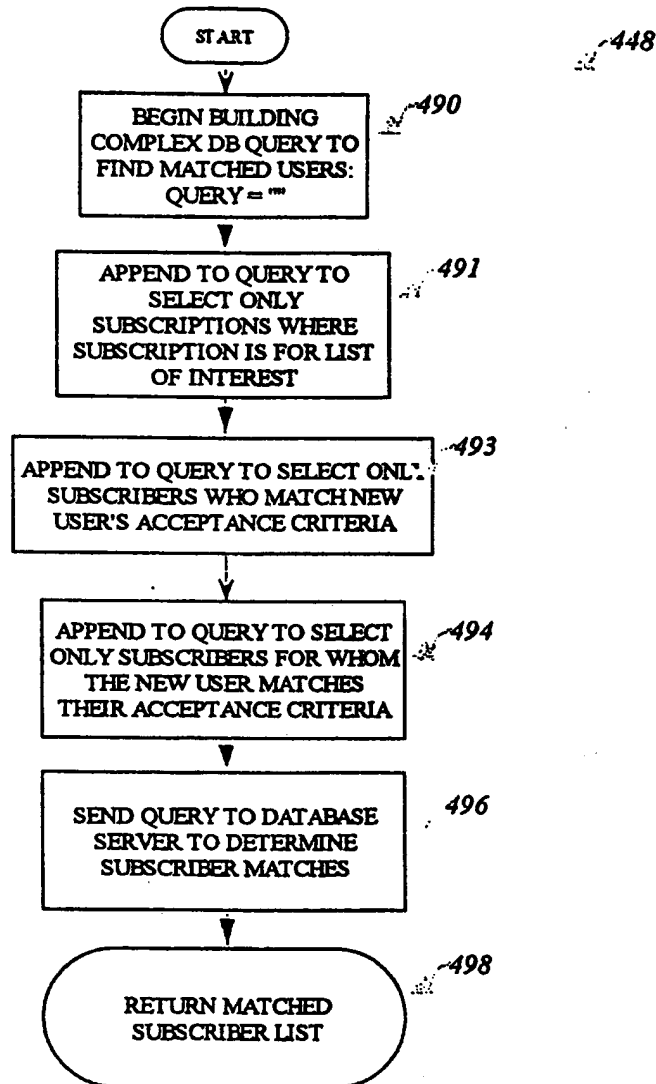 START
448
BEGIN BUILDING
COMPLEX DB QUERY TO
FIND MATCHED USERS:
QUERY = ""
490
APPEND TO QUERY TO
SELECT ONLY
SUBSCRIPTIONS WHERE
SUBSCRIPTION IS FOR LIST
OF INTEREST
491
APPEND TO QUERY TO SELECT ONLY
SUBSCRIBERS WHO MATCH NEW
USER'S ACCEPTANCE CRITERIA
493
APPEND TO QUERY TO SELECT
ONLY SUBSCRIBERS FOR WHOM
THE NEW USER MATCHES
THEIR ACCEPTANCE CRITERIA
494
SEND QUERY TO DATABASE
SERVER TO DETERMINE
SUBSCRIBER MATCHES
496
RETURN MATCHED
SUBSCRIBER LIST
498